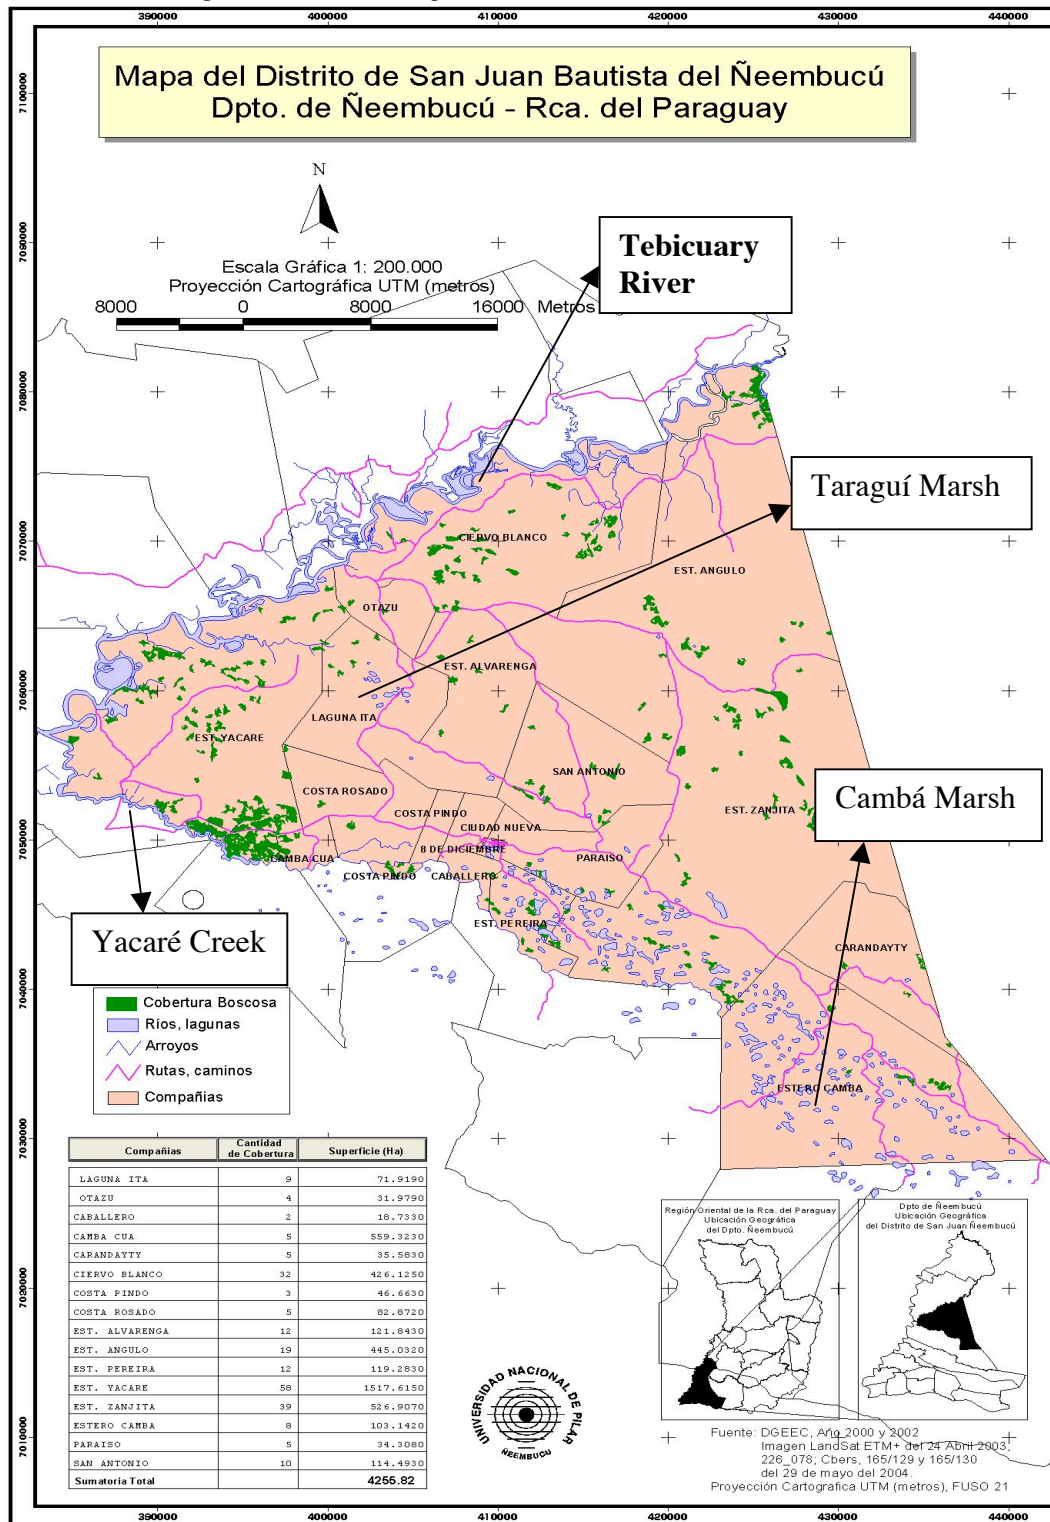 390000 400000 410000 420000 430000 440000
Mapa del Distrito de San Juan Bautista del Ñeembucú
Dpto. de Ñeembucú - Rca. del Paraguay
7100000
N
7090000
Tebicuary
River
Escala Gráfica 1: 200.000
Proyección Cartográfica UTM (metros)
8000 0 8000 16000 Metros
7080000
Taraguí Marsh
7070000
CIERVO BLANCO
EST. ANGULO
OTAZU
EST. ALVARENGA
7060000
LAGUNA ITA
EST. YACARE
SAN ANTONIO
COSTA ROSADO
Cambá Marsh
EST. ZANJITA
COSTA PINDO
CIUDAD NUEVA
7050000
8 DE DICIEMBRE
CAMBA CUA
PARAISO
COSTA PINDO
CABALLERO
EST. PEREIRA
Yacaré Creek
CARANDAYTY
7040000
Cobertura Boscosa
Ríos, lagunas
Arroyos
Rutas, caminos
Compañias
ESTERO CAMBA
7030000
Compañias Cantidad de Cobertura Superficie (Ha)
LAGUNA ITA 9 71.9190
OTAZU 4 31.9790
CABALLERO 2 18.7330
CAMBA CUA 5 559.3230
CARANDAYTY 5 35.5830
CIERVO BLANCO 32 426.1250
COSTA PINDO 3 46.6630
COSTA ROSADO 5 82.8720
EST. ALVARENGA 12 121.8430
EST. ANGULO 19 445.0320
EST. PEREIRA 12 119.2830
EST. YACARE 58 1517.6150
EST. ZANJITA 39 526.9070
ESTERO CAMBA 8 103.1420
PARAISO 5 34.3080
SAN ANTONIO 10 114.4930
Sumatoria Total 4255.82
7020000
7010000
Región Oriental de la Rca. del Paraguay
Ubicación Geográfica
del Dpto. Ñeembucú
Dpto de Ñeembucú
Ubicación Geográfica
del Distrito de San Juan Ñeembucú
UNIVERSIDAD NACIONAL DE PILAR
ÑEEMBUCU
Fuente: DGEEC, Año 2000 y 2002
Imagen LandSat ETM+ del 24 Abril 2003,
226_078; Cbers, 165/129 y 165/130
del 29 de mayo del 2004.
Proyección Cartografica UTM (metros), FUSO 21
390000 400000 410000 420000 430000 440000